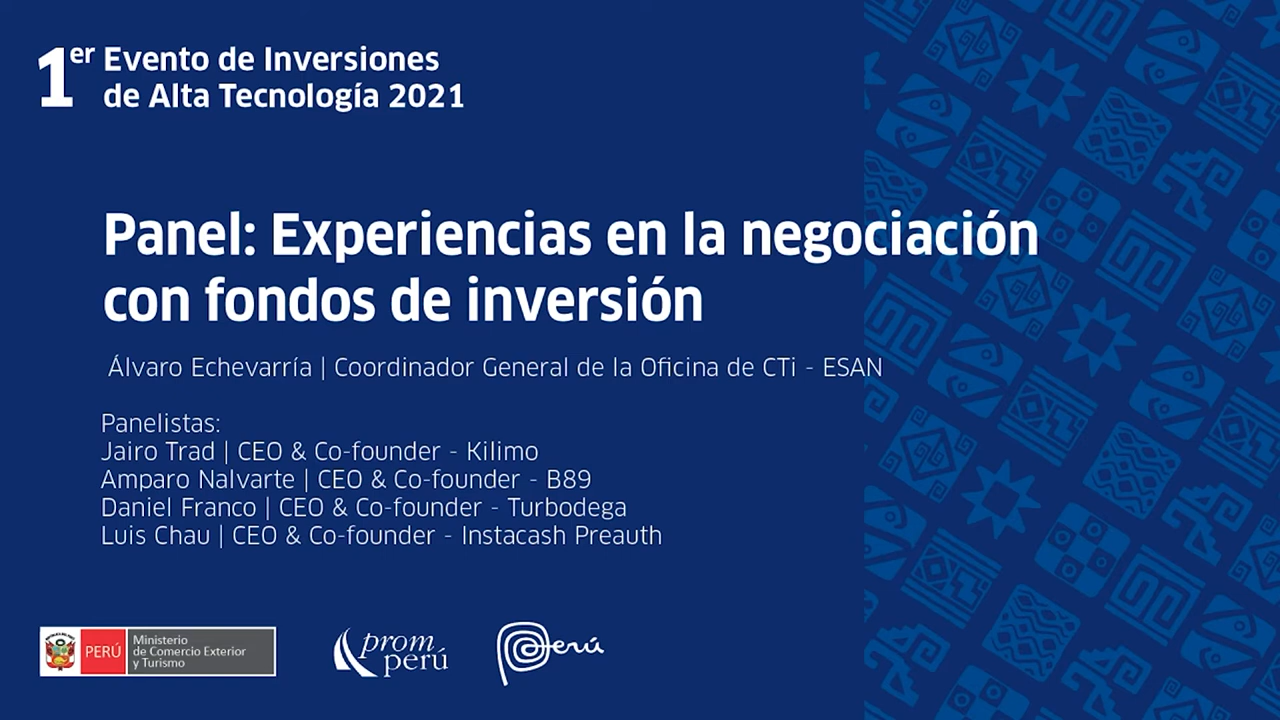 1er Evento de Inversiones
de Alta Tecnología 2021
Panel: Experiencias en la negociación
con fondos de inversión
Álvaro Echevarría | Coordinador General de la Oficina de CTi - ESAN
Panelistas:
Jairo Trad | CEO & Co-founder - Kilimo
Amparo Nalvarte | CEO & Co-founder - B89
Daniel Franco | CEO & Co-founder - Turbodega
Luis Chau | CEO & Co-founder - Instacash Preauth
PERÚ
Ministerio
de Comercio Exterior
y Turismo
prom
perú
Perú